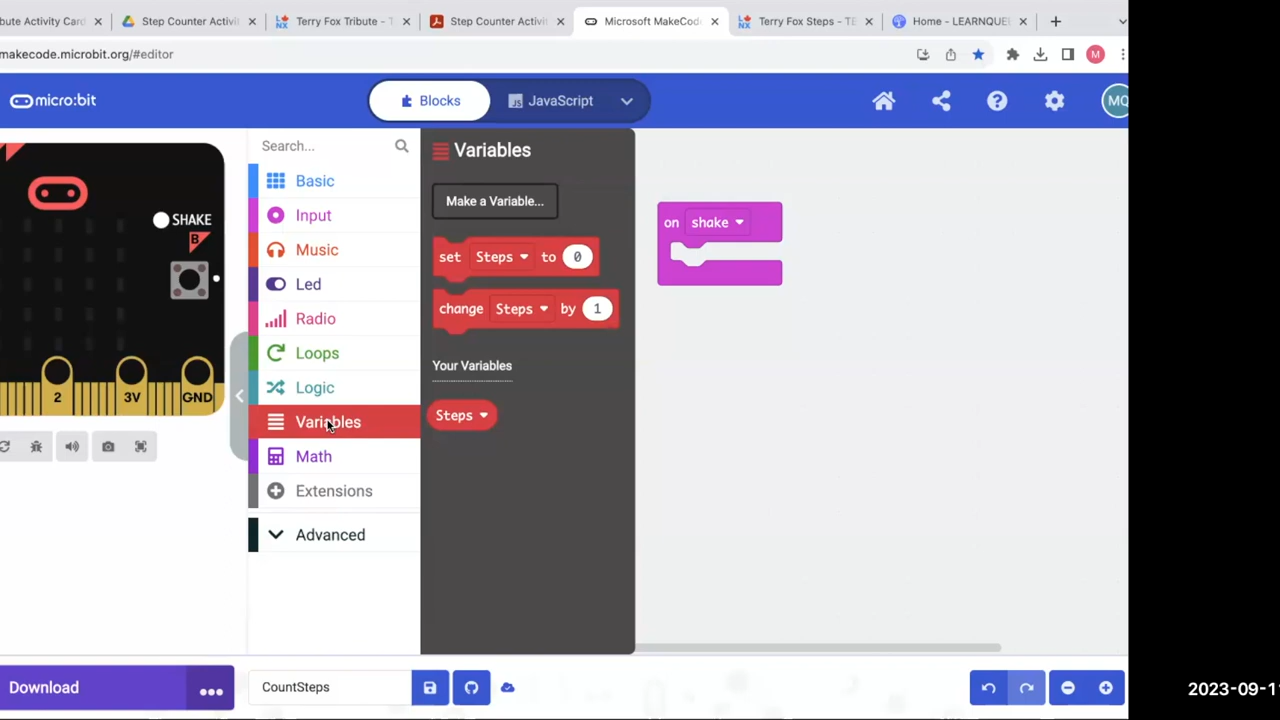 bute Activity Card
Step Counter Activi
Terry Fox Tribute - T
Step Counter Activi
Microsoft MakeCod
Terry Fox Steps - TE
Home - LEARNQUE
makecode.microbit.org/#editor
M
micro:bit
Blocks
JavaScript
MQ
Search...
Basic
Input
Music
Led
Radio
Loops
Logic
Variables
Math
Extensions
Advanced
Variables
Make a Variable...
set Steps to 0
change Steps by 1
Your Variables
Steps
on shake
SHAKE
B
2 3V GND
Download
CountSteps
2023-09-1